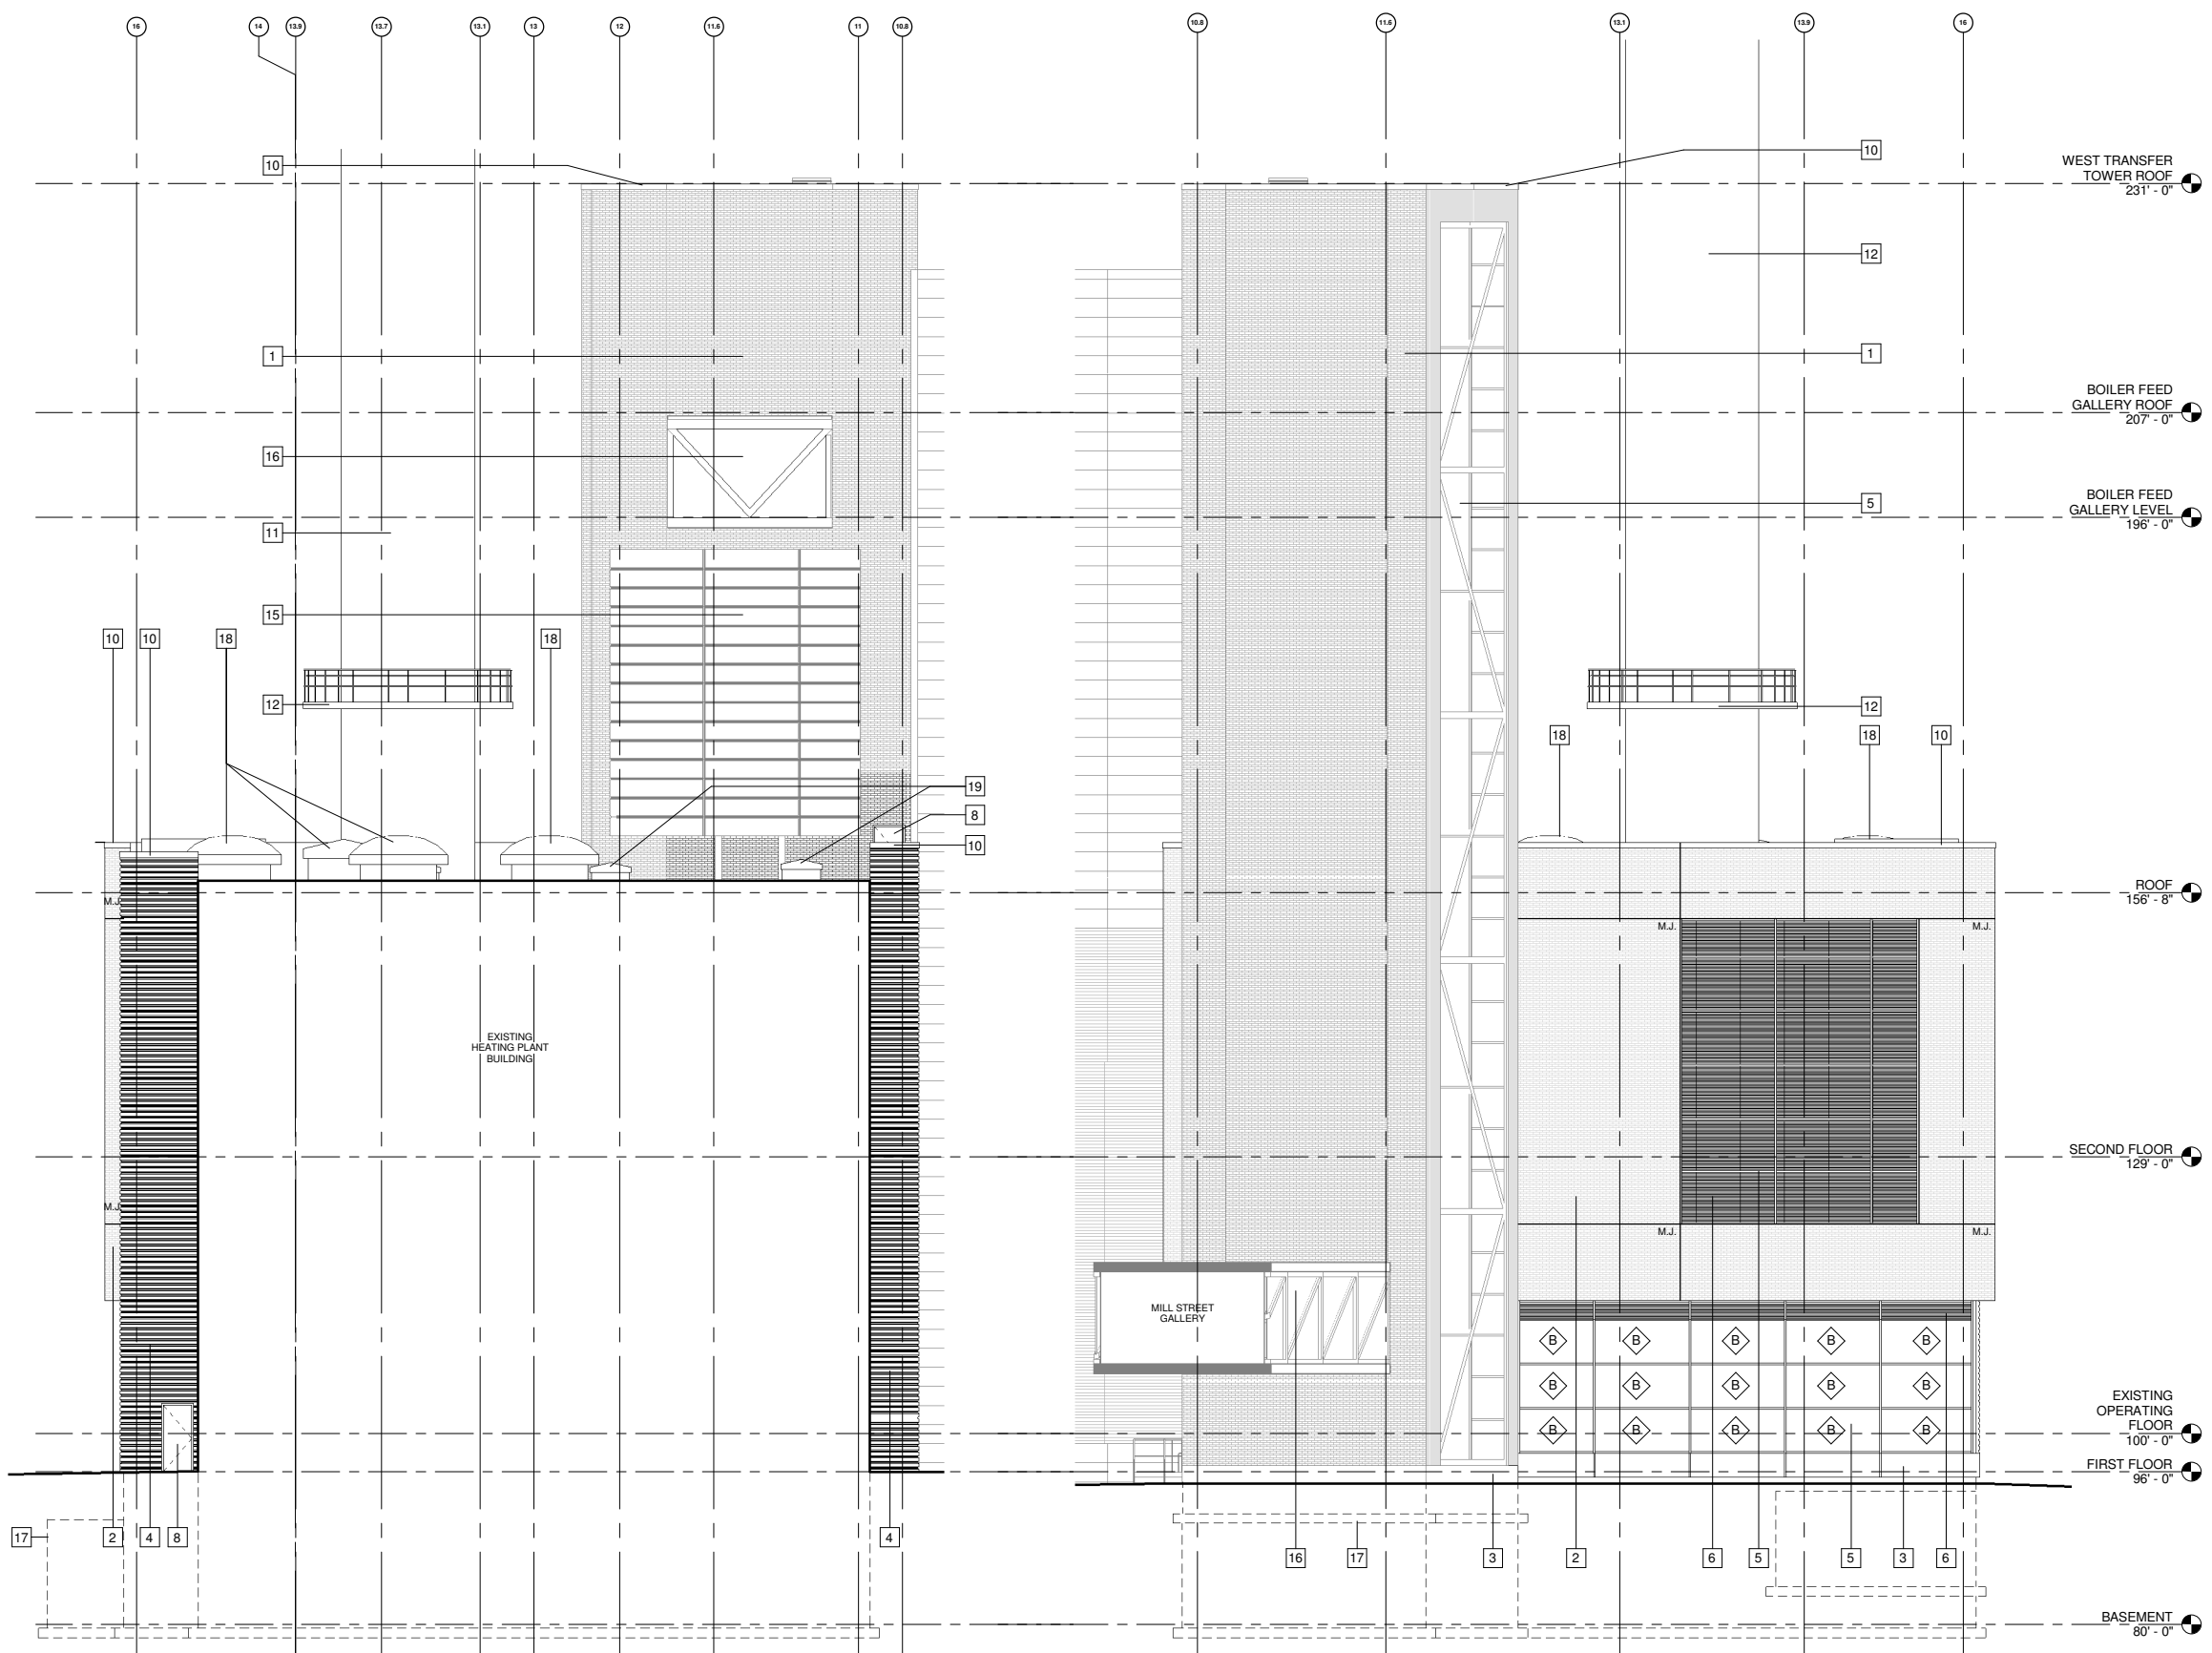 16 14 13.9 13.7 13.1 13 12 11.6 11 10.8 10.8 11.6 13.1 13.9 16
10 10
WEST TRANSFER
TOWER ROOF
231' - 0"
12
1 1
BOILER FEED
GALLERY ROOF
207' - 0"
16
BOILER FEED
GALLERY LEVEL
196' - 0"
5
11
15
10 10 18 18
12 12
18 18 10
19
8
10
ROOF
156' - 8"
M.J.
M.J. M.J.
EXISTING
HEATING PLANT
BUILDING
SECOND FLOOR
129' - 0"
M.J.
M.J. M.J.
MILL STREET
GALLERY
B B B B B
B B B B B
B B B B B
EXISTING
OPERATING
FLOOR
100' - 0"
FIRST FLOOR
96' - 0"
17 2 4 8 4
16 17 3 2 6 5 5 3 6
BASEMENT
80' - 0"